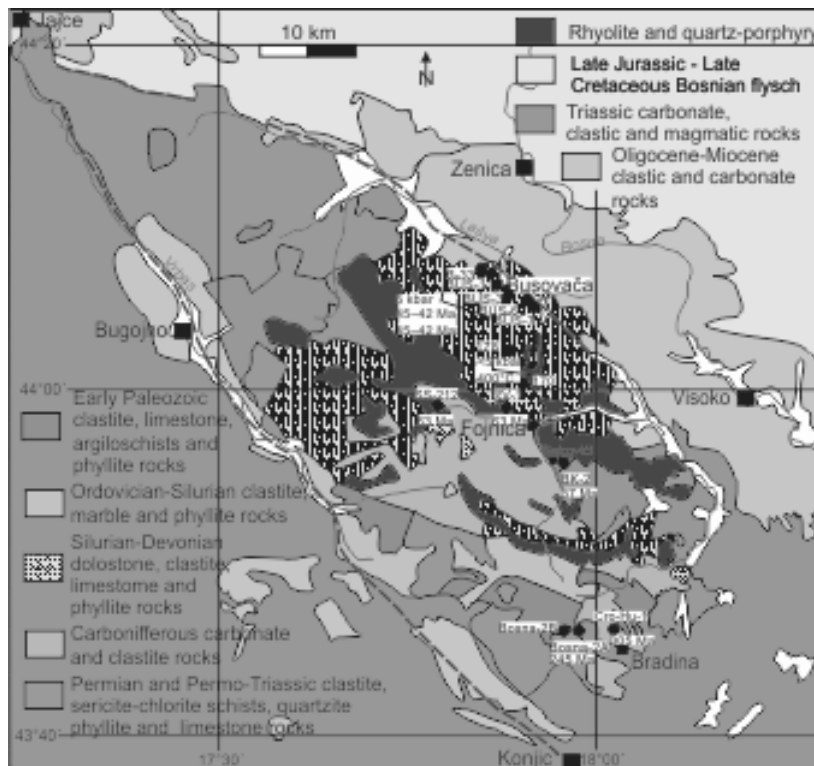 Jajce
44°20'
10 km
N
Rhyolite and quartz-porphyry
Late Jurassic - Late
Cretaceous Bosnian flysch
Triassic carbonate,
clastic and magmatic rocks
Oligocene-Miocene
clastic and carbonate
rocks
Zenica
Lašva
Bosna
Vrbas
Busovača
5 kbar
Bugojno
44°00'
Visoko
Fojnica
Early Paleozoic
clastite, limestone,
argiloschists and
phyllite rocks
Ordovician-Silurian clastite,
marble and phyllite rocks
Silurian-Devonian
dolostone, clastite,
limestome and
phyllite rocks
Carbonifferous carbonate
and clastite rocks
Permian and Permo-Triassic clastite,
sericite-chlorite schists, quartzite
phyllite and limestone rocks
Bradina
43°40'
17°30'
Konjic
18°00'